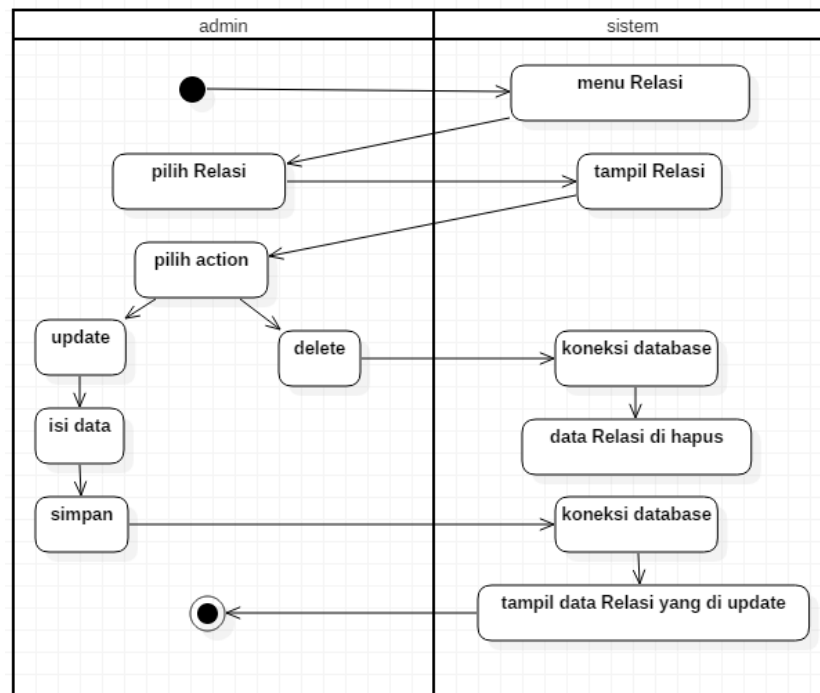 admin
sistem
menu Relasi
pilih Relasi
tampil Relasi
pilih action
update
delete
koneksi database
isi data
data Relasi di hapus
simpan
koneksi database
tampil data Relasi yang di update